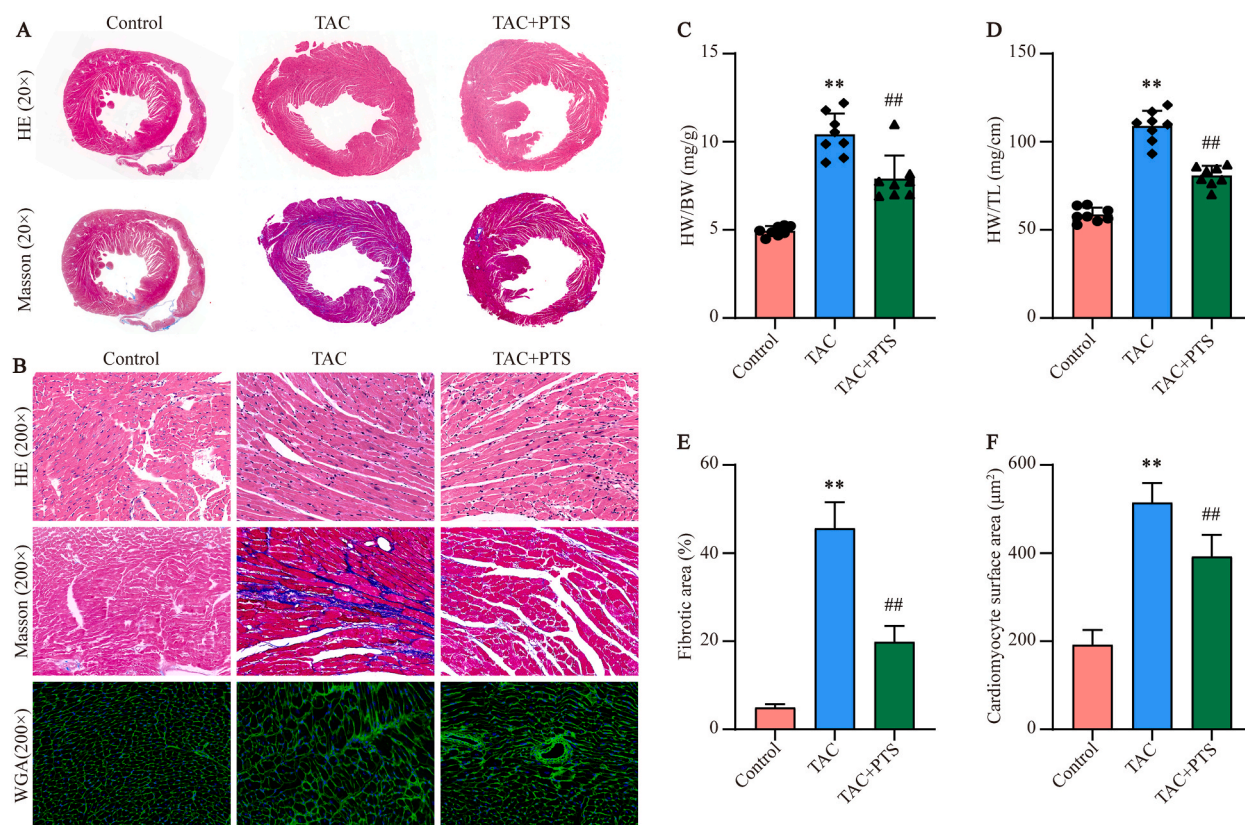 A
Control
TAC
TAC+PTS
HE (20×)
Masson (20×)
B
Control
TAC
TAC+PTS
HE (200×)
Masson (200×)
WGA(200×)
C
HW/BW (mg/g)
15
10
5
0
**
##
Control
TAC
TAC+PTS
D
HW/TL (mg/cm)
150
100
50
0
**
##
Control
TAC
TAC+PTS
E
Fibrotic area (%)
60
40
20
0
**
##
Control
TAC
TAC+PTS
F
Cardiomyocyte surface area (μm²)
600
400
200
0
**
##
Control
TAC
TAC+PTS